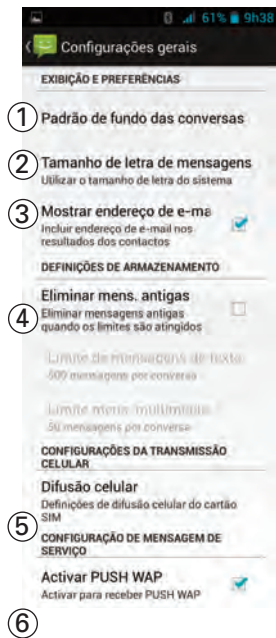 61% 9h38
Configurações gerais
EXIBIÇÃO E PREFERÊNCIAS
① Padrão de fundo das conversas
② Tamanho de letra de mensagens
Utilizar o tamanho de letra do sistema
③ Mostrar endereço de e-ma
Incluir endereço de e-mail nos
resultados dos contactos
DEFINIÇÕES DE ARMAZENAMENTO
Eliminar mens. antigas
④ Eliminar mensagens antigas
quando os limites são atingidos
Limite de mensagens de texto
500 mensagens por conversa
Limite mens. multimédia
50 mensagens por conversa
CONFIGURAÇÕES DA TRANSMISSÃO
CELULAR
Difusão celular
Definições de difusão celular do cartão
SIM
⑤
CONFIGURAÇÃO DE MENSAGEM DE
SERVIÇO
Activar PUSH WAP
Activar para receber PUSH WAP
⑥